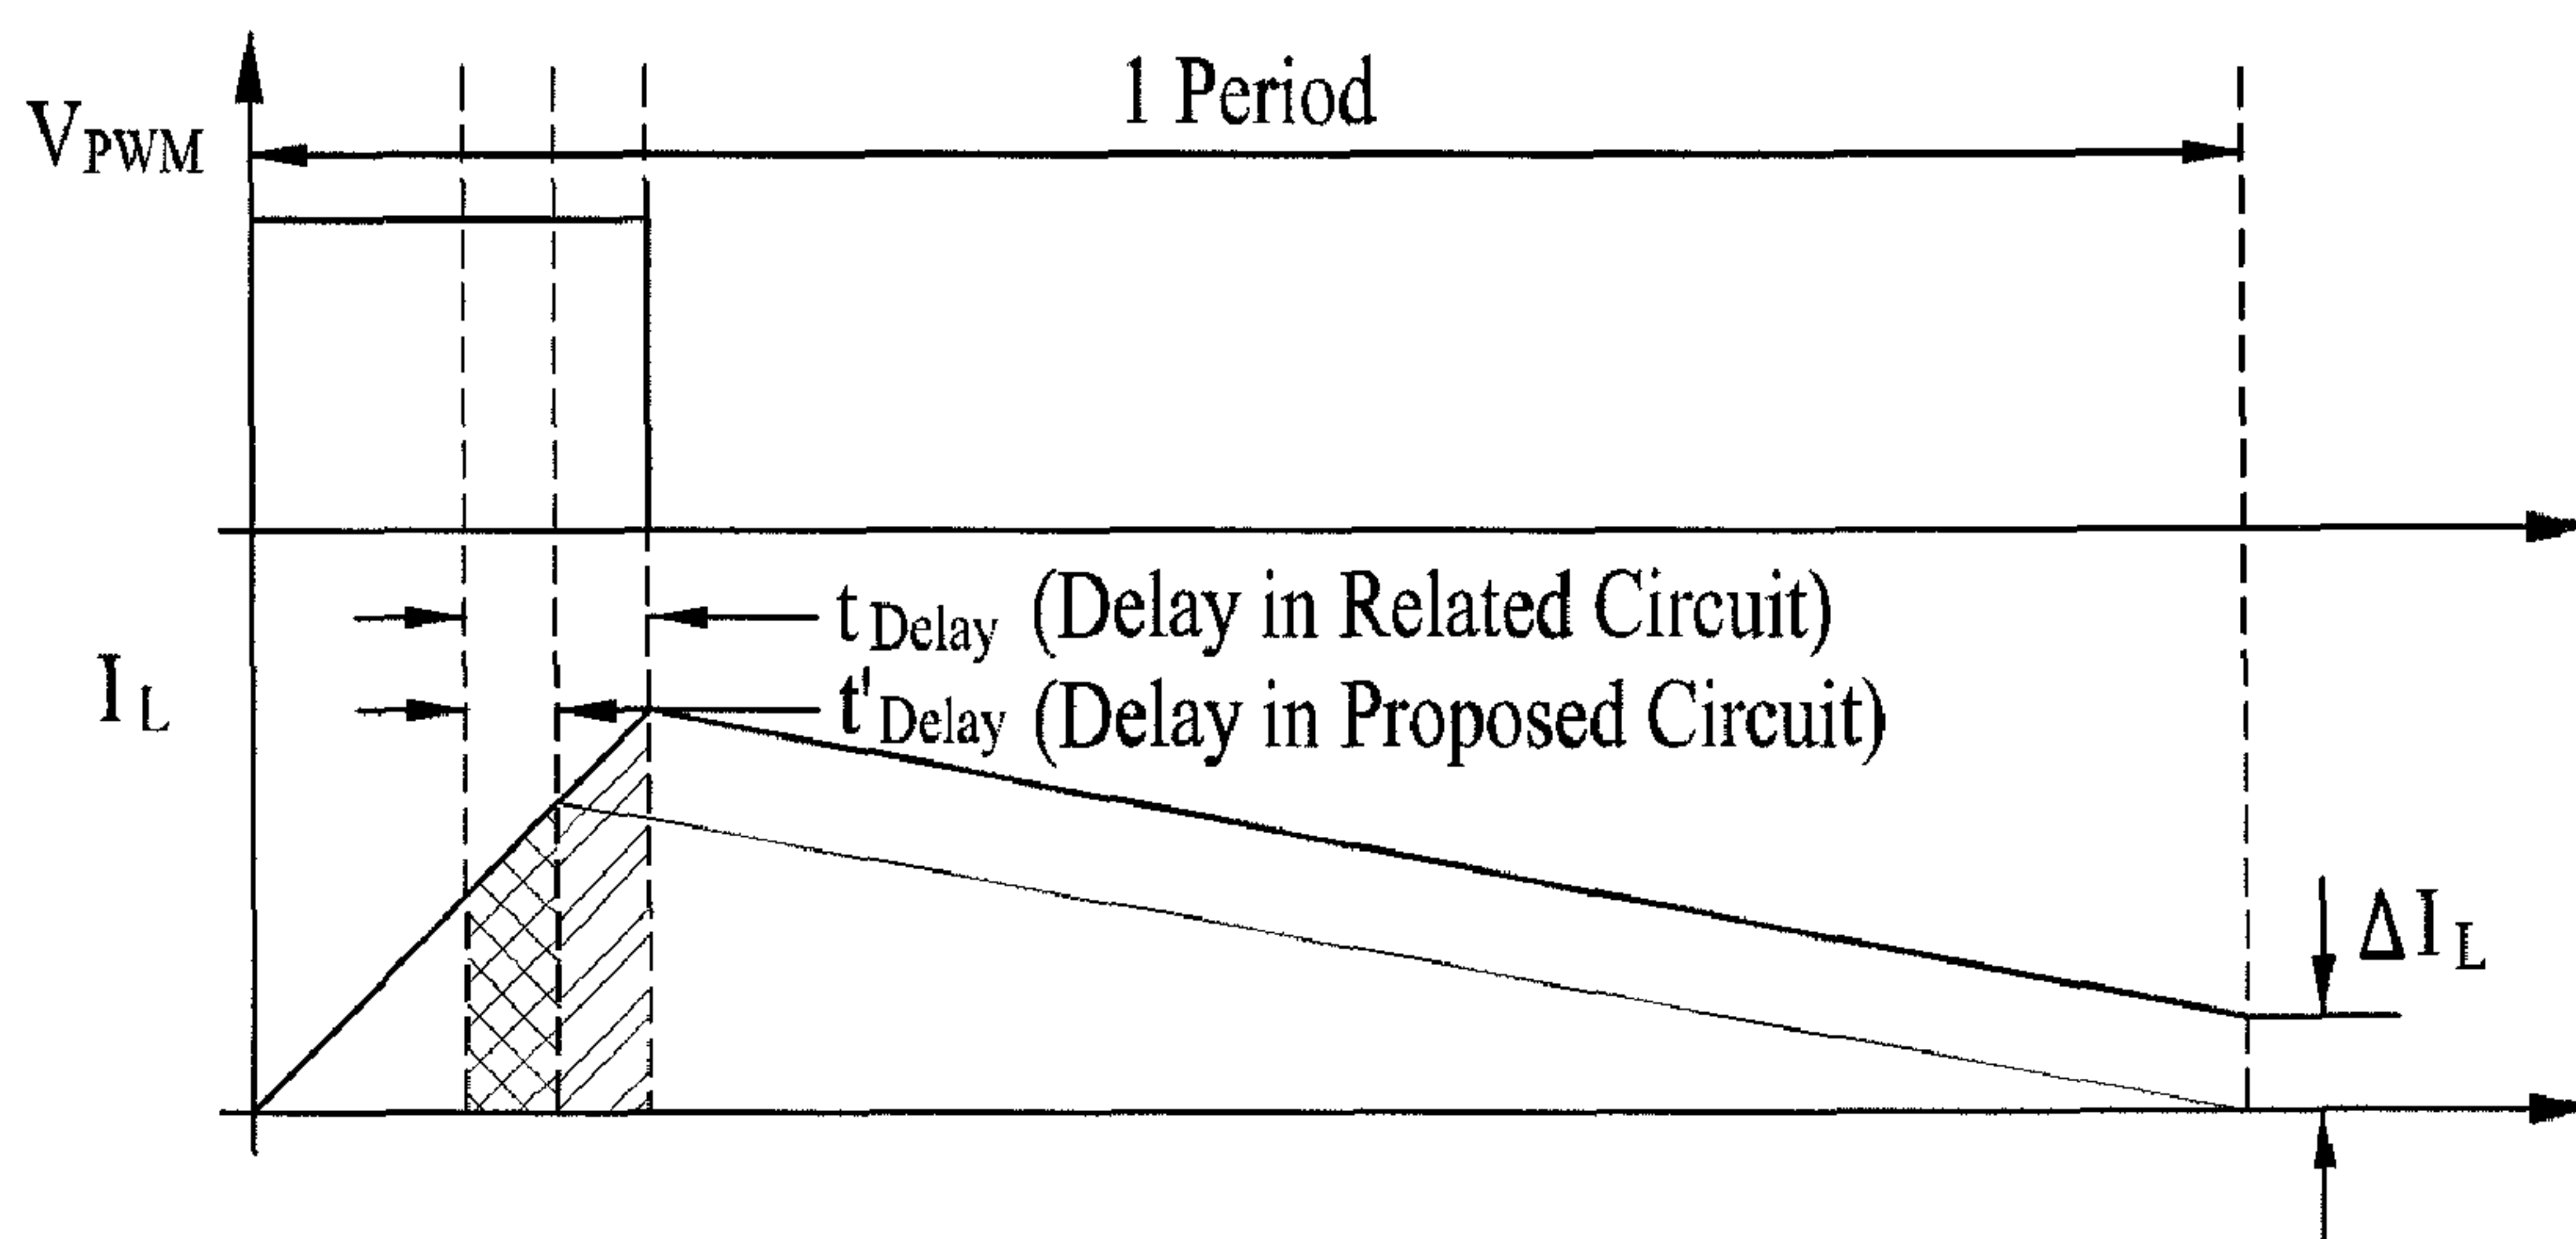 1 Period
VPWM
tDelay (Delay in Related Circuit)
IL
t'Delay (Delay in Proposed Circuit)
ΔIL